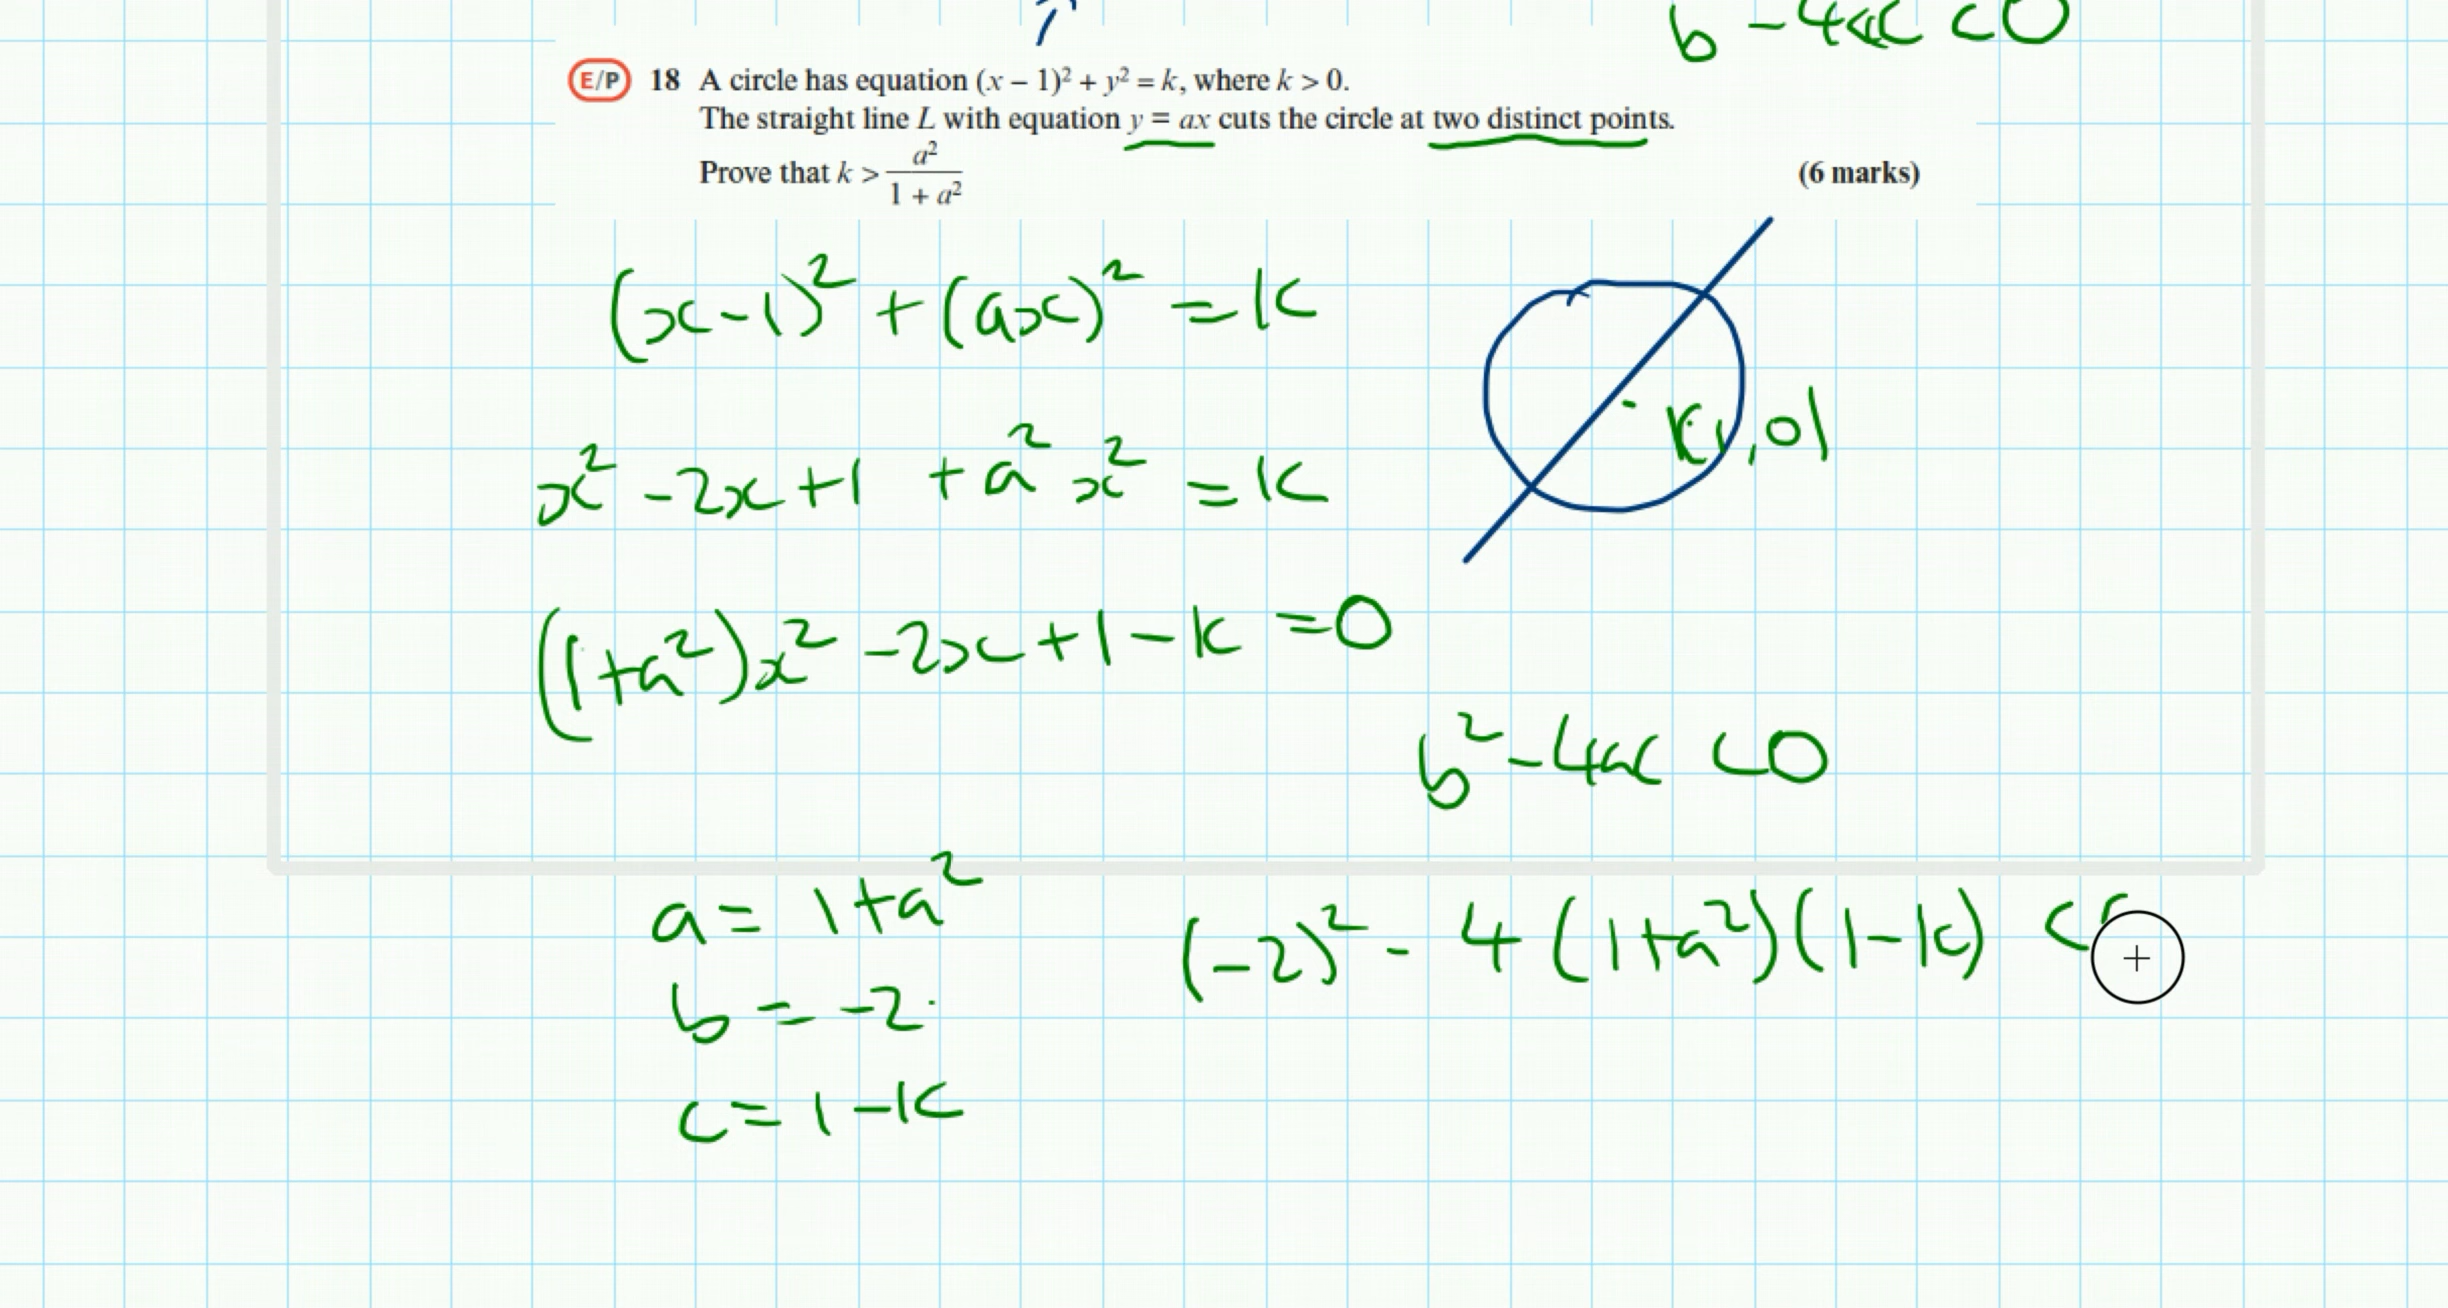 b - 4ac < 0
E/P 18 A circle has equation (x – 1)² + y² = k, where k > 0.
The straight line L with equation y = ax cuts the circle at two distinct points.
Prove that k > a²/(1 + a²) (6 marks)
(x-1)² + (ax)² = k
(1,0)
x² - 2x + 1 + a² x² = k
(1+a²)x² - 2x + 1 - k = 0
b² - 4ac < 0
a = 1+a²
(-2)² - 4(1+a²)(1-k) <
b = -2
c = 1-k